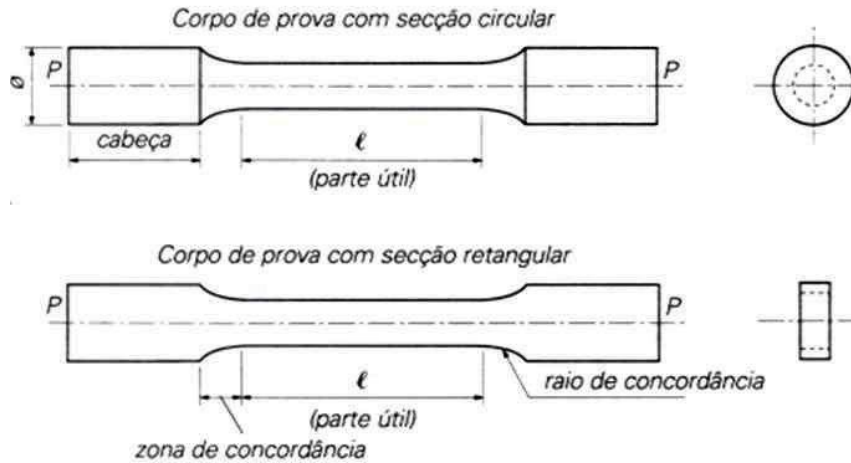 Corpo de prova com secção circular
P
P
ø
cabeça
ℓ
(parte útil)
Corpo de prova com secção retangular
P
P
ℓ
raio de concordância
(parte útil)
zona de concordância